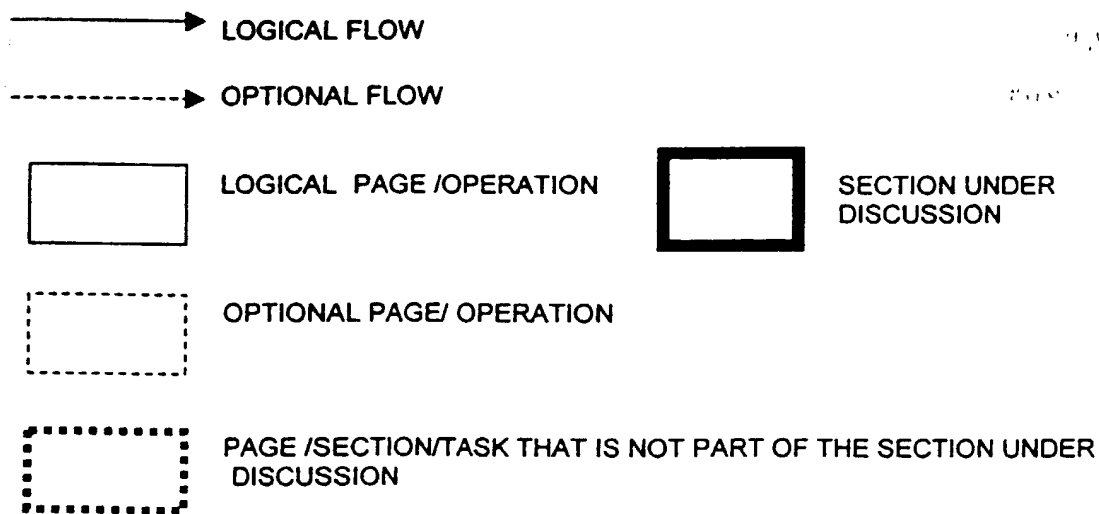 LOGICAL FLOW
OPTIONAL FLOW
LOGICAL PAGE /OPERATION
SECTION UNDER
DISCUSSION
OPTIONAL PAGE/ OPERATION
PAGE /SECTION/TASK THAT IS NOT PART OF THE SECTION UNDER
DISCUSSION